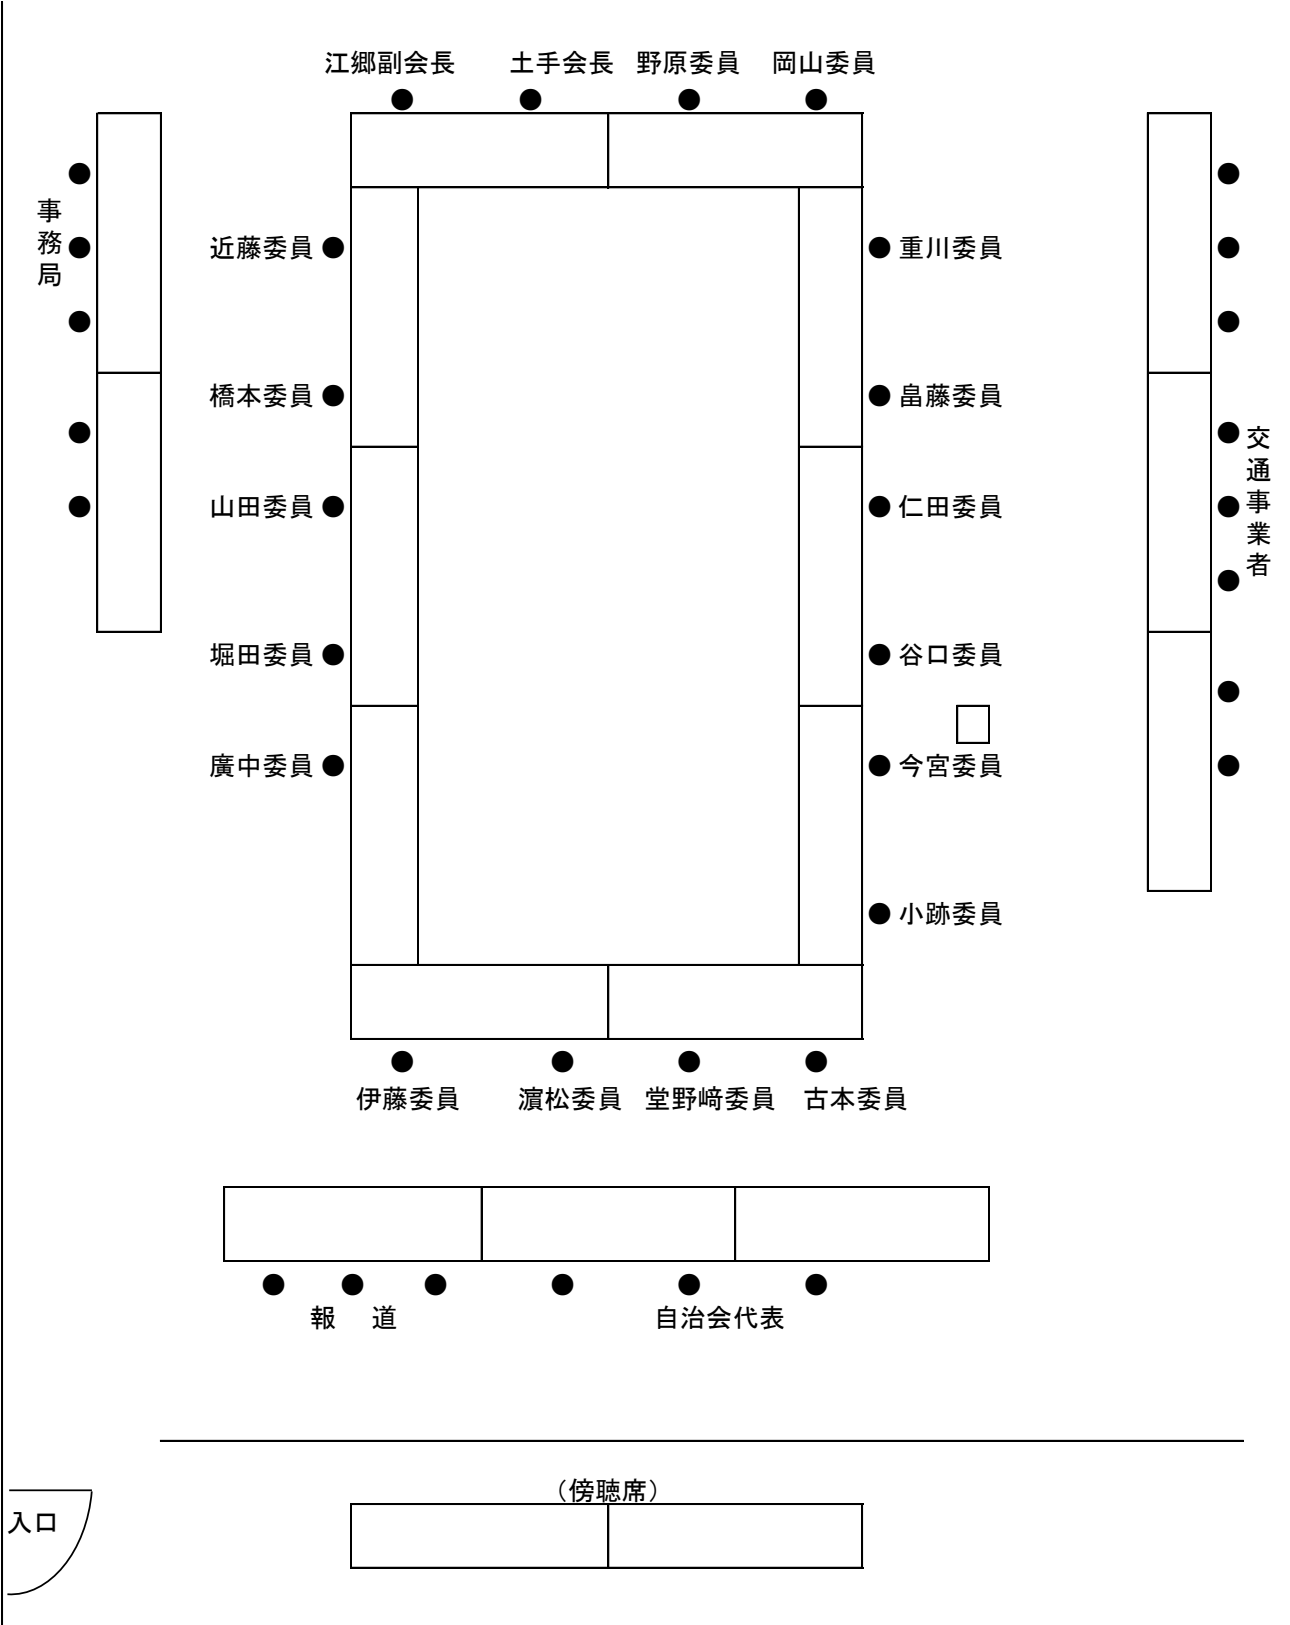 江郷副会長 土手会長 野原委員 岡山委員
事務局
近藤委員 重川委員
橋本委員 畠藤委員
交通事業者
山田委員 仁田委員
堀田委員 谷口委員
廣中委員 今宮委員
小跡委員
伊藤委員 濵松委員 堂野﨑委員 古本委員
報 道 自治会代表
（傍聴席）
入口